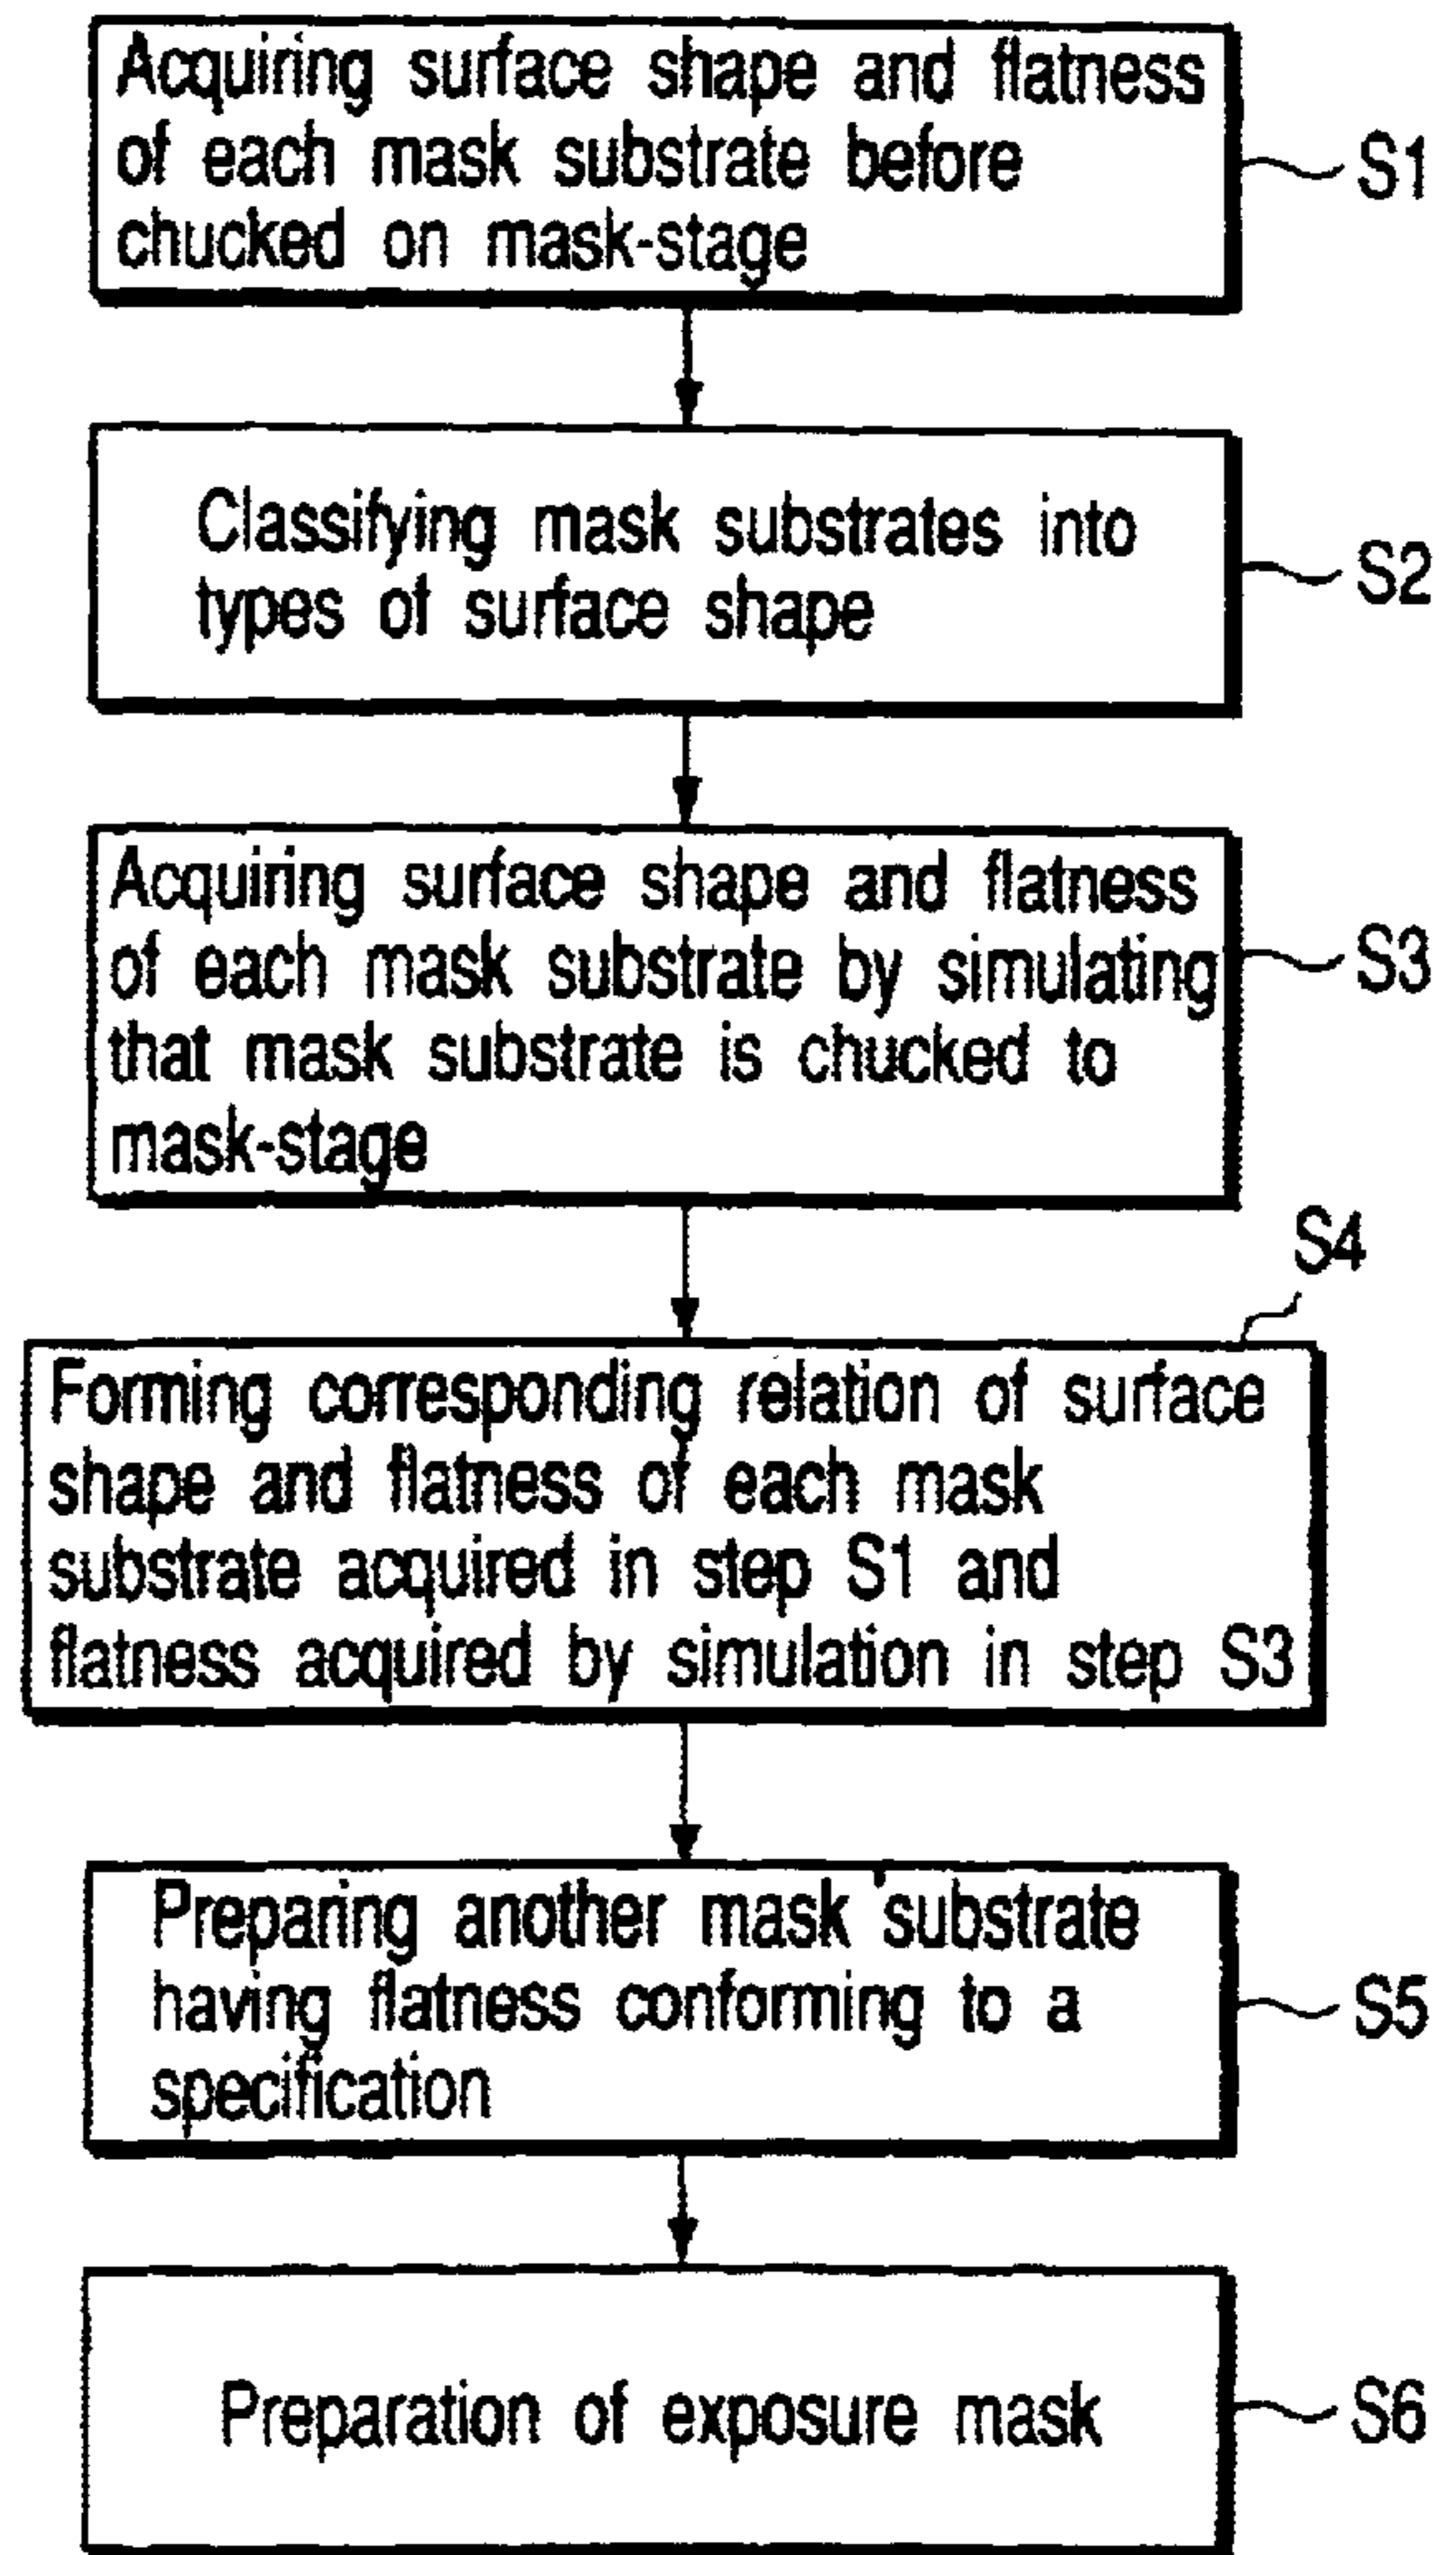 Acquiring surface shape and flatness
of each mask substrate before
chucked on mask-stage
S1
Classifying mask substrates into
types of surface shape
S2
Acquiring surface shape and flatness
of each mask substrate by simulating
that mask substrate is chucked to
mask-stage
S3
S4
Forming corresponding relation of surface
shape and flatness of each mask
substrate acquired in step S1 and
flatness acquired by simulation in step S3
Preparing another mask substrate
having flatness conforming to a
specification
S5
Preparation of exposure mask
S6